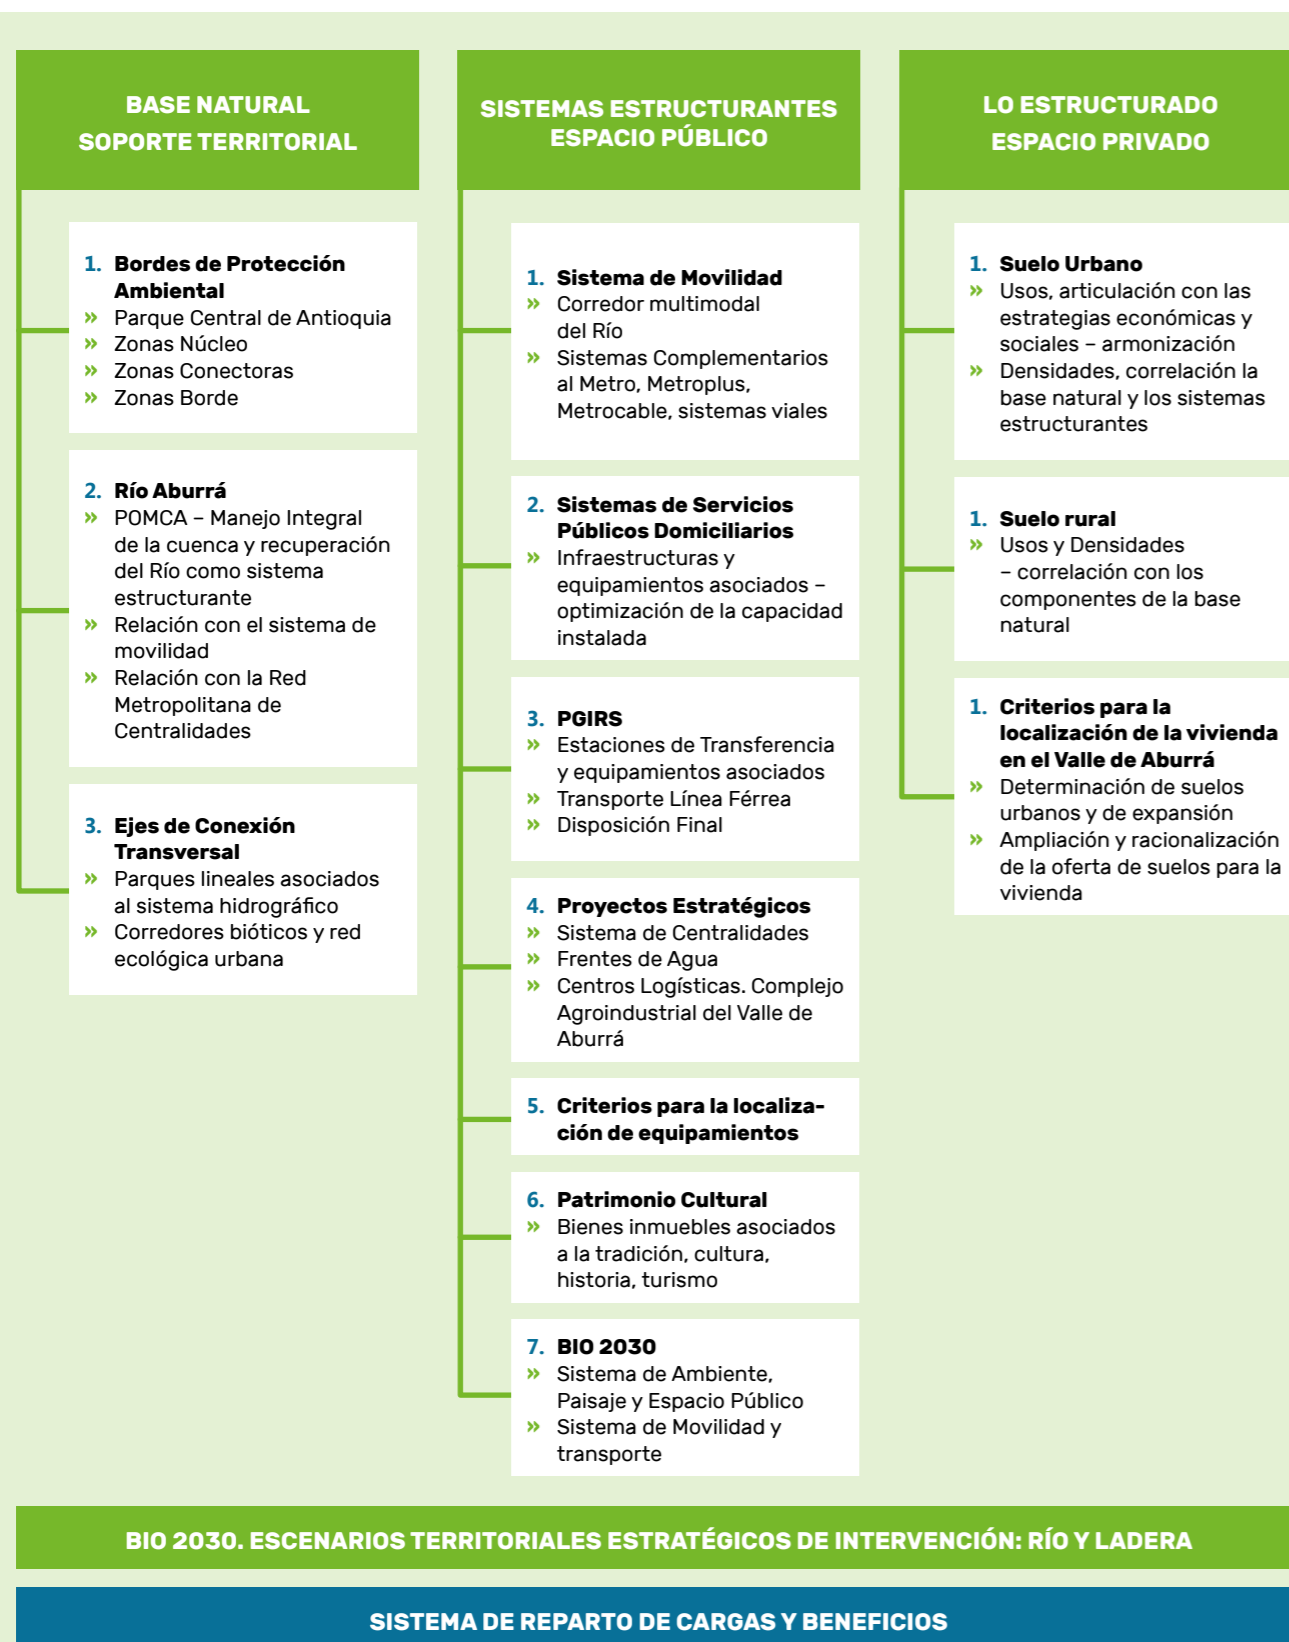 BASE NATURAL
SOPORTE TERRITORIAL
1. Bordes de Protección
Ambiental
» Parque Central de Antioquia
» Zonas Núcleo
» Zonas Conectoras
» Zonas Borde
2. Río Aburrá
» POMCA – Manejo Integral
de la cuenca y recuperación
del Río como sistema
estructurante
» Relación con el sistema de
movilidad
» Relación con la Red
Metropolitana de
Centralidades
3. Ejes de Conexión
Transversal
» Parques lineales asociados
al sistema hidrográfico
» Corredores bióticos y red
ecológica urbana
SISTEMAS ESTRUCTURANTES
ESPACIO PÚBLICO
1. Sistema de Movilidad
» Corredor multimodal
del Río
» Sistemas Complementarios
al Metro, Metroplus,
Metrocable, sistemas viales
2. Sistemas de Servicios
Públicos Domiciliarios
» Infraestructuras y
equipamientos asociados –
optimización de la capacidad
instalada
3. PGIRS
» Estaciones de Transferencia
y equipamientos asociados
» Transporte Línea Férrea
» Disposición Final
4. Proyectos Estratégicos
» Sistema de Centralidades
» Frentes de Agua
» Centros Logísticas. Complejo
Agroindustrial del Valle de
Aburrá
5. Criterios para la localiza-
ción de equipamientos
6. Patrimonio Cultural
» Bienes inmuebles asociados
a la tradición, cultura,
historia, turismo
7. BIO 2030
» Sistema de Ambiente,
Paisaje y Espacio Público
» Sistema de Movilidad y
transporte
LO ESTRUCTURADO
ESPACIO PRIVADO
1. Suelo Urbano
» Usos, articulación con las
estrategias económicas y
sociales – armonización
» Densidades, correlación la
base natural y los sistemas
estructurantes
1. Suelo rural
» Usos y Densidades
– correlación con los
componentes de la base
natural
1. Criterios para la
localización de la vivienda
en el Valle de Aburrá
» Determinación de suelos
urbanos y de expansión
» Ampliación y racionalización
de la oferta de suelos para la
vivienda
BIO 2030. ESCENARIOS TERRITORIALES ESTRATÉGICOS DE INTERVENCIÓN: RÍO Y LADERA
SISTEMA DE REPARTO DE CARGAS Y BENEFICIOS